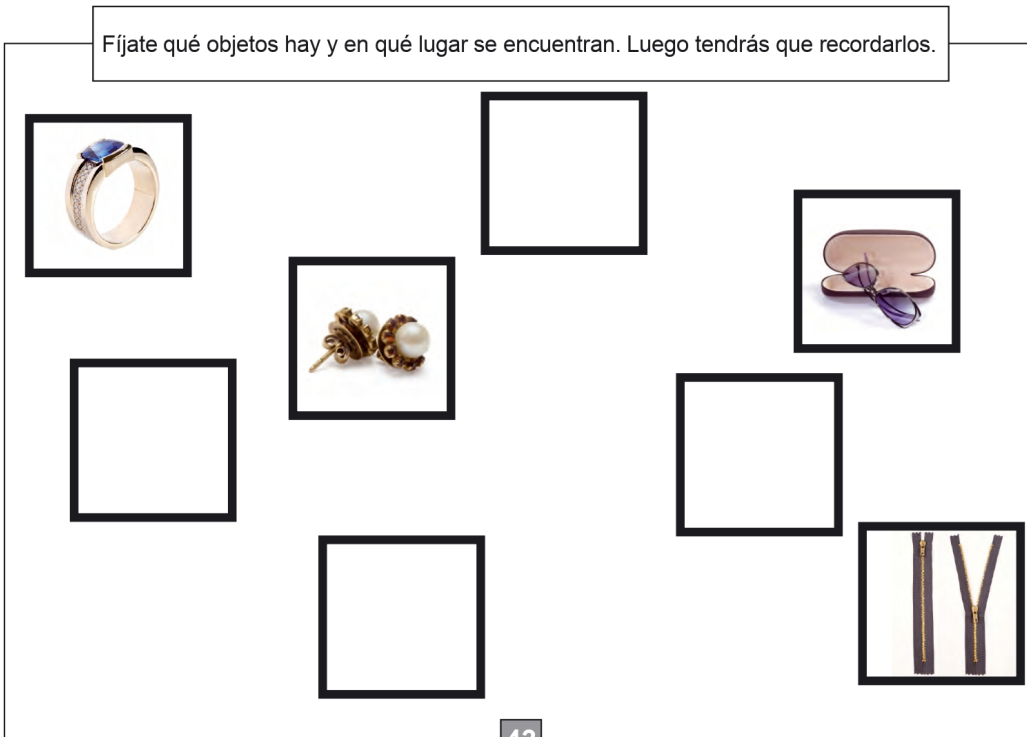 Fíjate qué objetos hay y en qué lugar se encuentran. Luego tendrás que recordarlos.